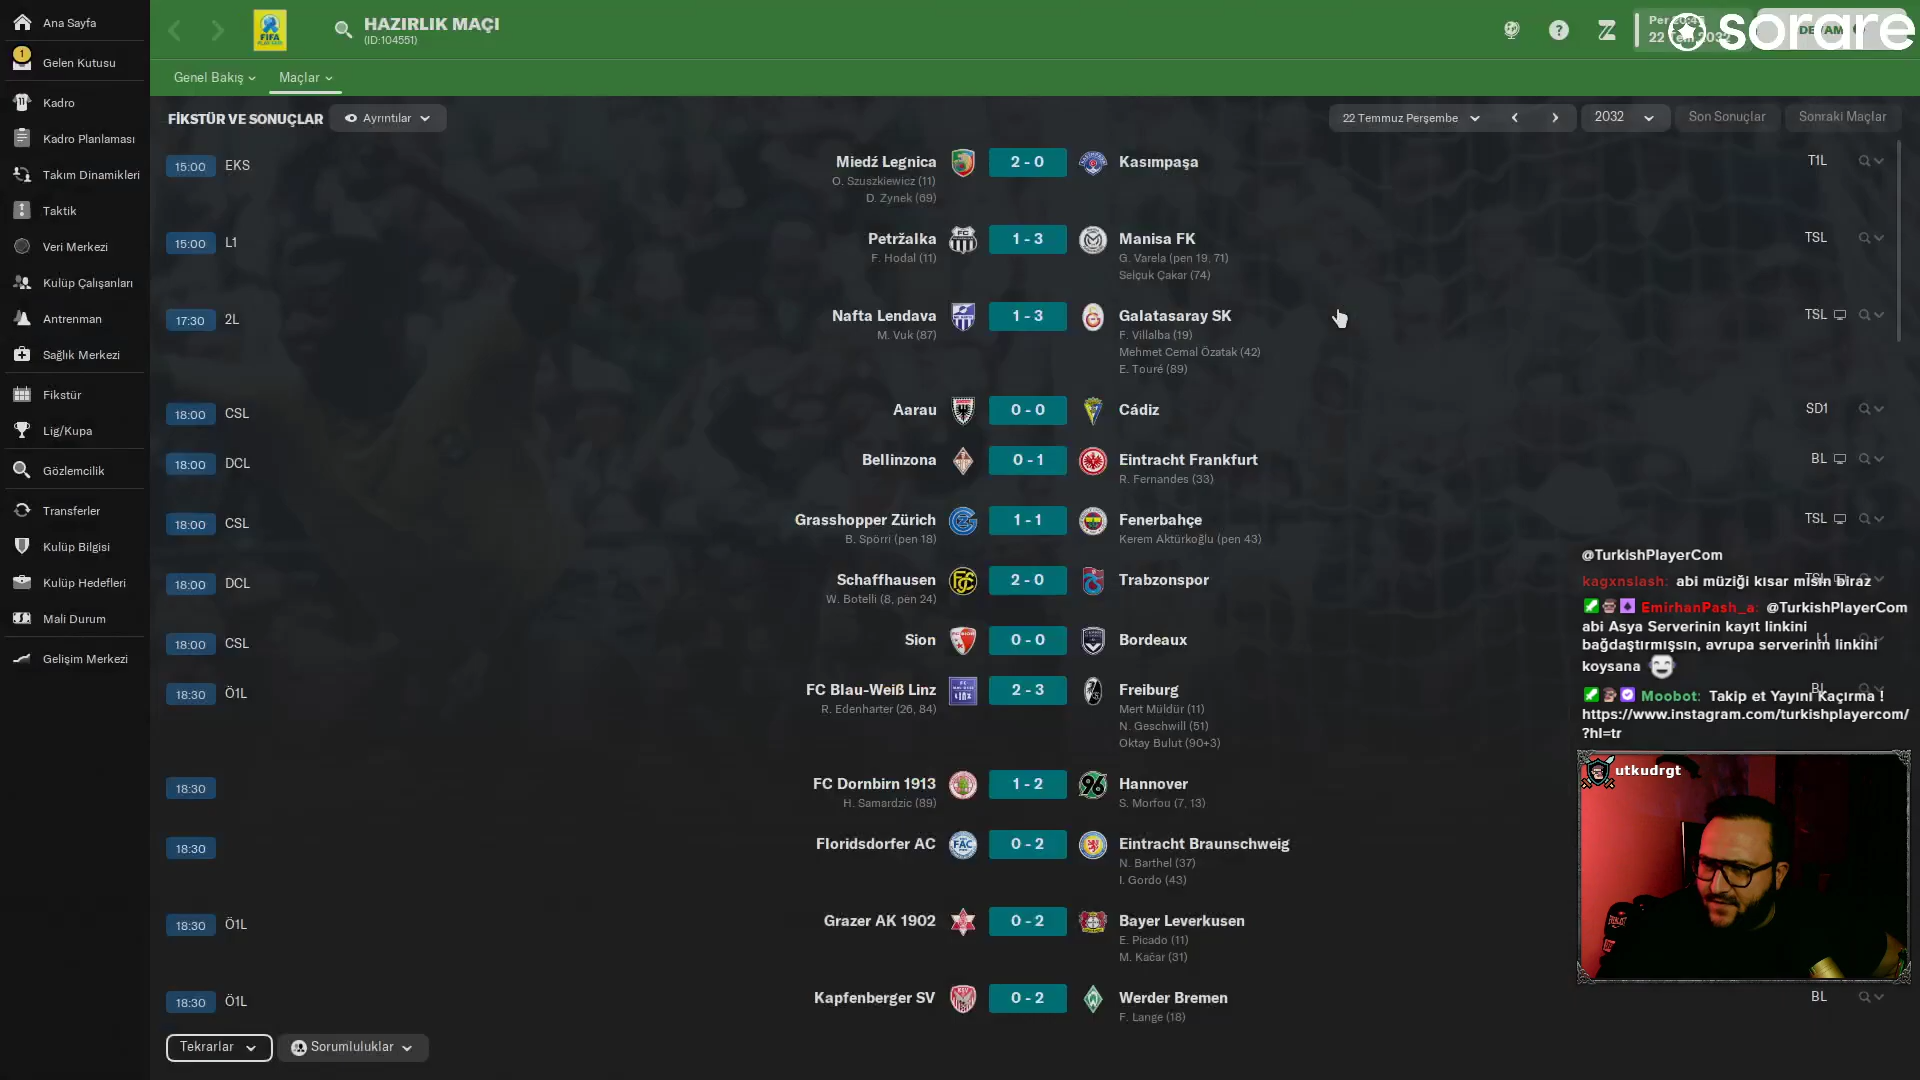 Ana Sayfa
1
Gelen Kutusu
Kadro
Kadro Planlaması
Takım Dinamikleri
Taktik
Veri Merkezi
Kulüp Çalışanları
Antrenman
Sağlık Merkezi
Fikstür
Lig/Kupa
Gözlemcilik
Transferler
Kulüp Bilgisi
Kulüp Hedefleri
Mali Durum
Gelişim Merkezi
HAZIRLIK MAÇI
(ID:104551)
sorare
Genel Bakış
Maçlar
FİKSTÜR VE SONUÇLAR
Ayrıntılar
22 Temmuz Perşembe
2032
Son Sonuçlar
Sonraki Maçlar
15:00 EKS Miedź Legnica 2 - 0 Kasımpaşa T1L
O. Szuszkiewicz (11)
D. Zynek (69)
15:00 L1 Petržalka 1 - 3 Manisa FK TSL
F. Hodal (11) G. Varela (pen 19, 71)
Selçuk Çakar (74)
17:30 2L Nafta Lendava 1 - 3 Galatasaray SK TSL
M. Vuk (87) F. Villalba (19)
Mehmet Cemal Özatak (42)
E. Touré (89)
18:00 CSL Aarau 0 - 0 Cádiz SD1
18:00 DCL Bellinzona 0 - 1 Eintracht Frankfurt BL
R. Fernandes (33)
18:00 CSL Grasshopper Zürich 1 - 1 Fenerbahçe TSL
B. Spörri (pen 18) Kerem Aktürkoğlu (pen 43)
18:00 DCL Schaffhausen 2 - 0 Trabzonspor
W. Botelli (8, pen 24)
18:00 CSL Sion 0 - 0 Bordeaux L1
18:30 Ö1L FC Blau-Weiß Linz 2 - 3 Freiburg BL
R. Edenharter (26, 84) Mert Müldür (11)
N. Geschwill (51)
Oktay Bulut (90+3)
18:30 FC Dornbirn 1913 1 - 2 Hannover
H. Samardzic (89) S. Morfou (7, 13)
18:30 Floridsdorfer AC 0 - 2 Eintracht Braunschweig
N. Barthel (37)
I. Gordo (43)
18:30 Ö1L Grazer AK 1902 0 - 2 Bayer Leverkusen
E. Picado (11)
M. Kačar (31)
18:30 Ö1L Kapfenberger SV 0 - 2 Werder Bremen BL
F. Lange (18)
Tekrarlar
Sorumluluklar
@TurkishPlayerCom
kagxnslash: abi müziği kısar mısın biraz
EmirhanPash_a: @TurkishPlayerCom
abi Asya Serverinin kayıt linkini
bağdaştırmışsın, avrupa serverinin linkini
koysana
Moobot: Takip et Yayını Kaçırma !
https://www.instagram.com/turkishplayercom/
?hl=tr
utkudrgt